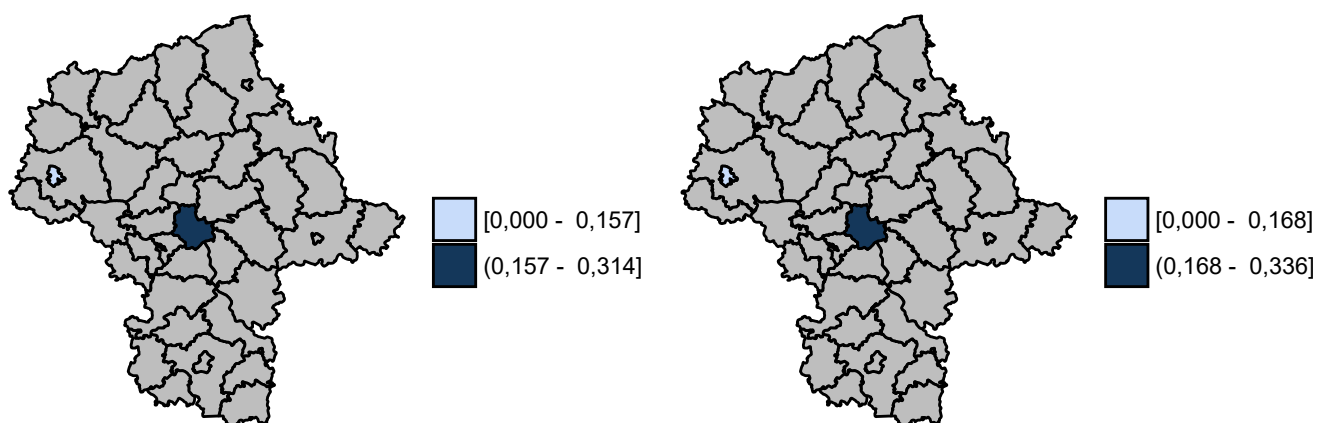 [0,000 - 0,157]
(0,157 - 0,314]
[0,000 - 0,168]
(0,168 - 0,336]